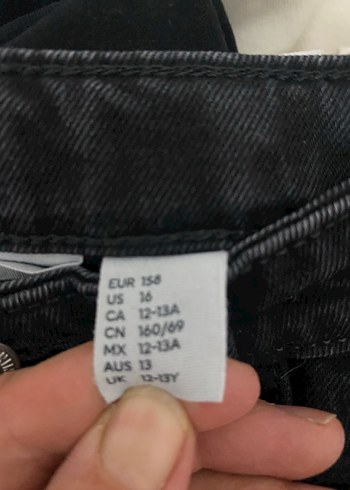 EUR 158
US 16
CA 12-13A
CN 160/69
MX 12-13A
AUS 13
UK 12-13Y